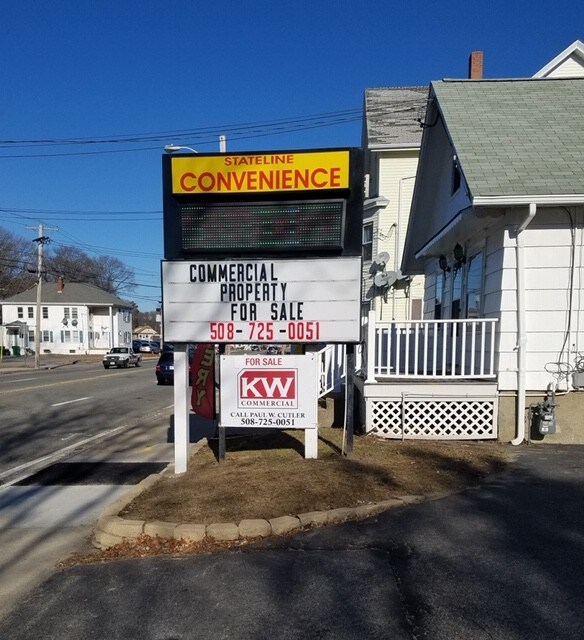 STATELINE
CONVENIENCE
COMMERCIAL
PROPERTY
FOR SALE
508-725-0051
FOR SALE
KW
COMMERCIAL
CALL PAUL W. CUTLER
508-725-0051